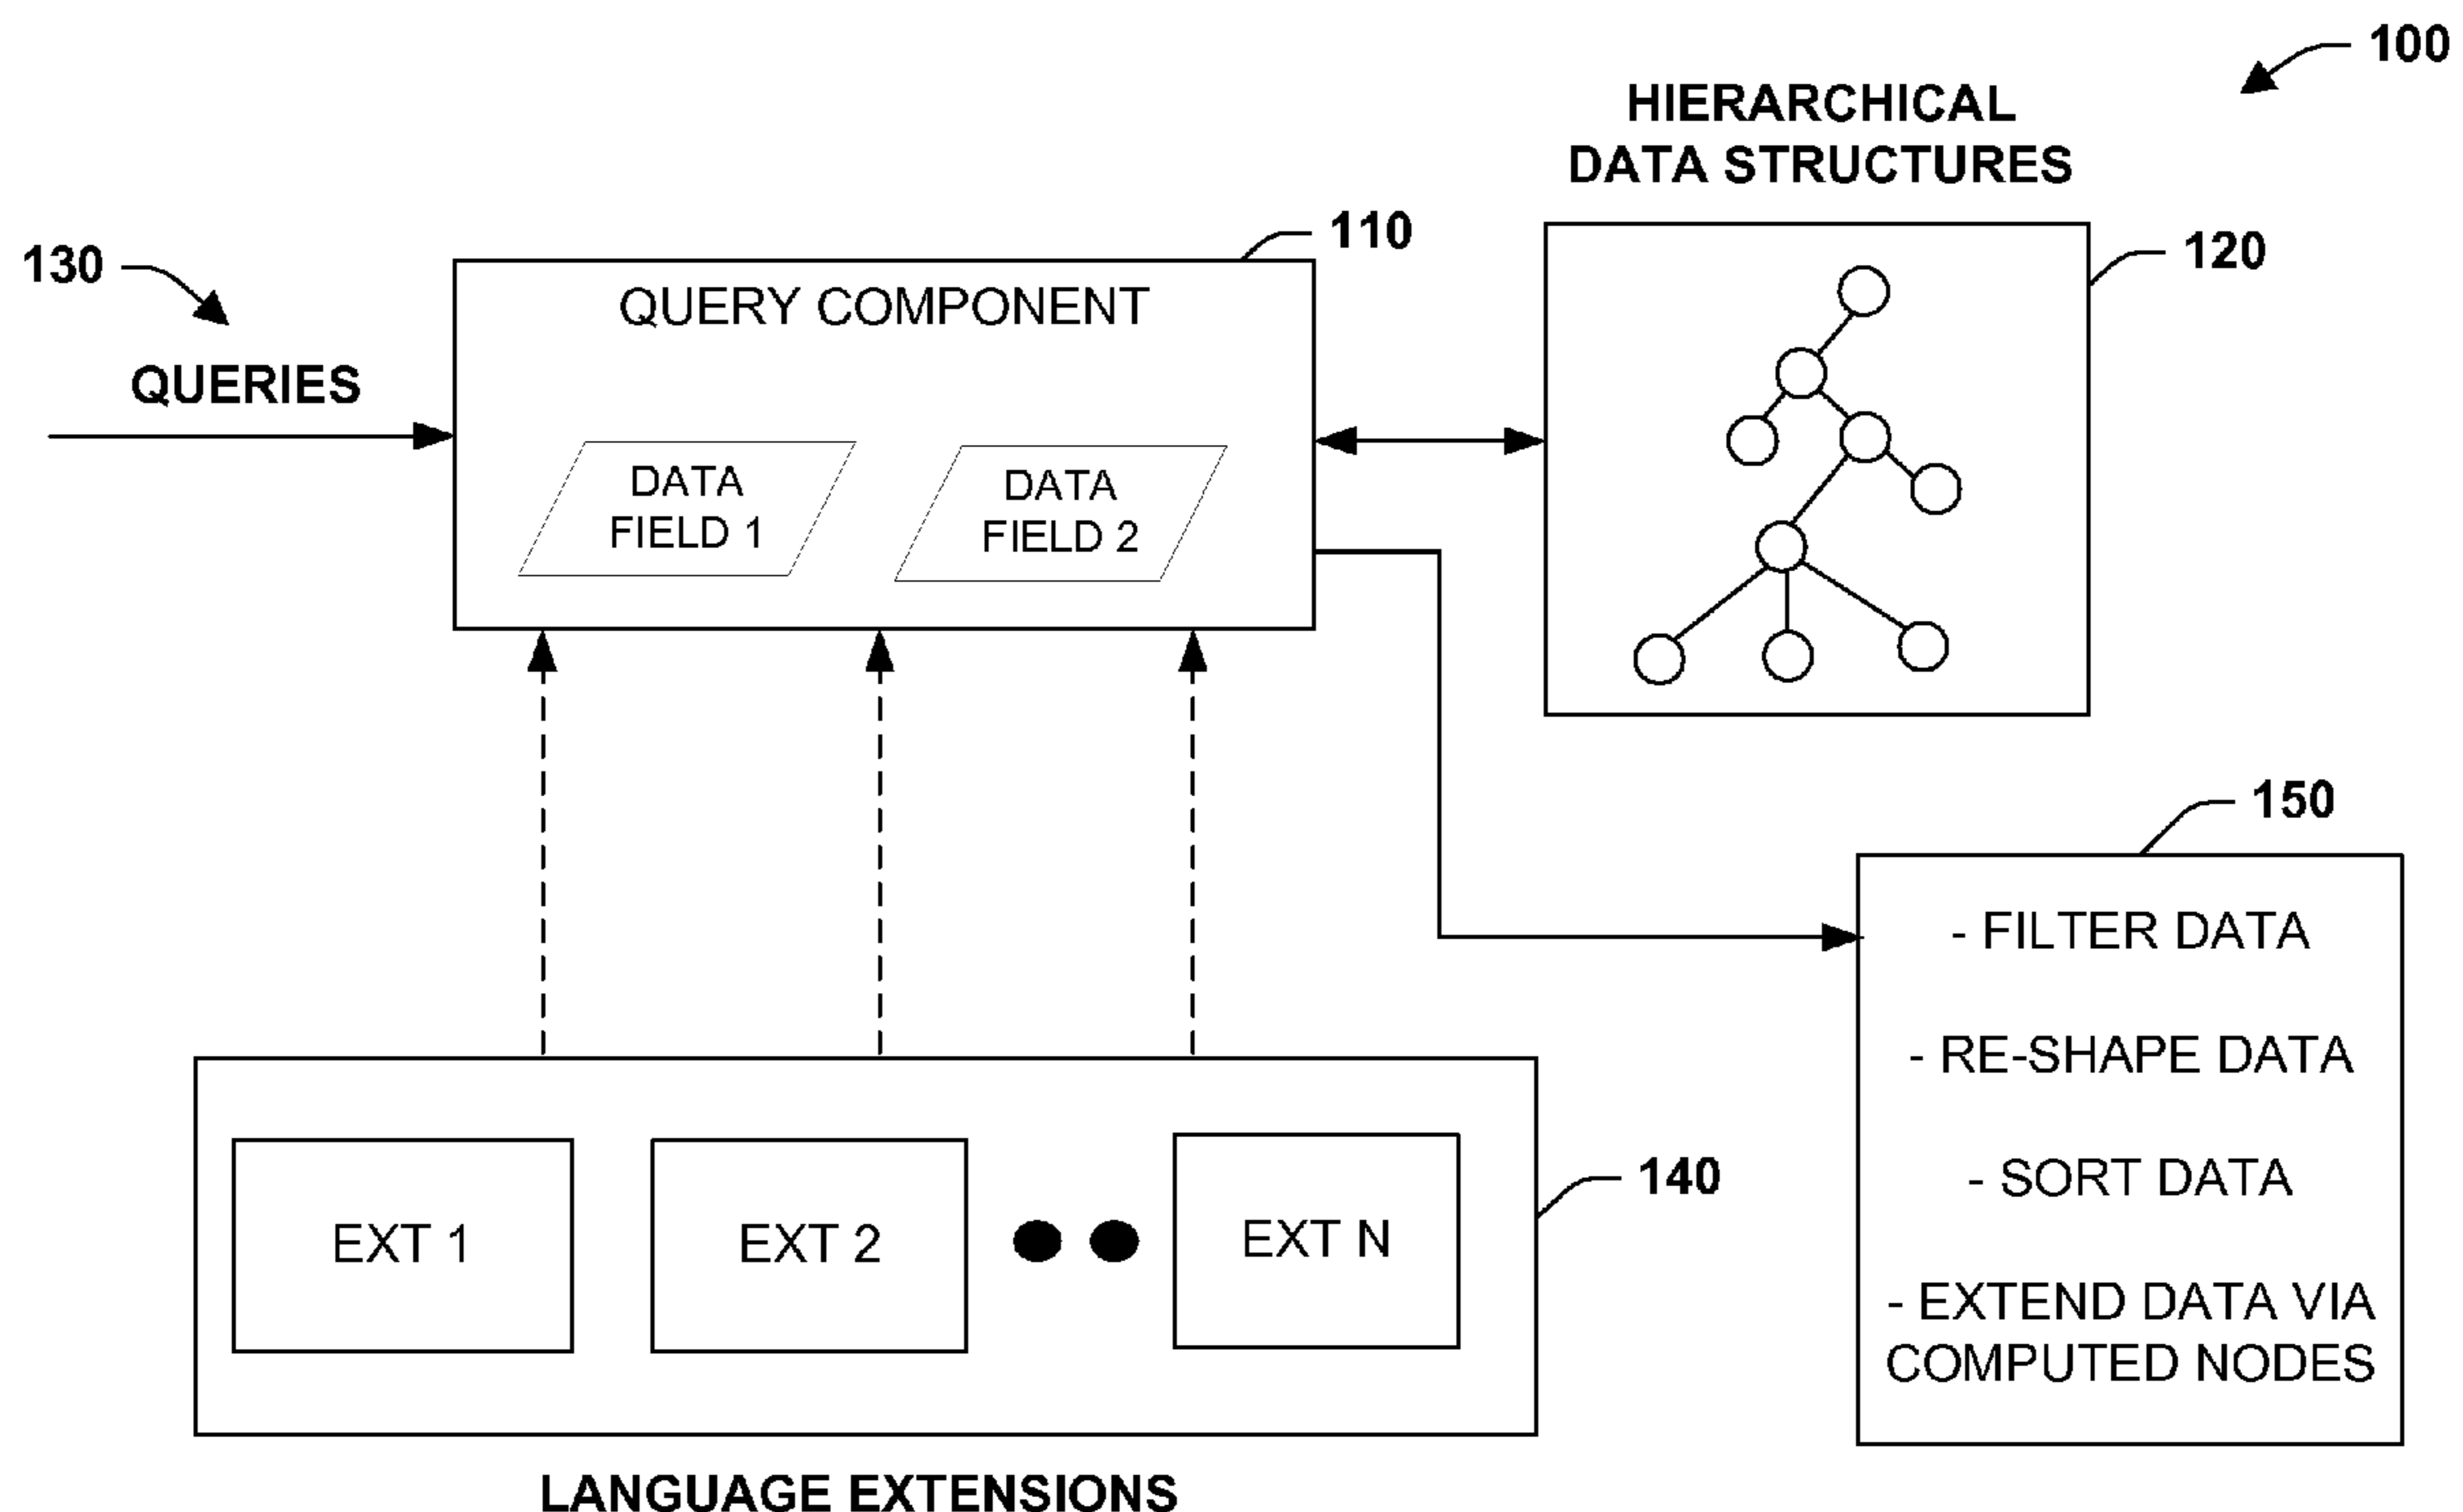 100
HIERARCHICAL
DATA STRUCTURES
110
120
130
QUERIES
QUERY COMPONENT
DATA
FIELD 1
DATA
FIELD 2
150
- FILTER DATA
- RE-SHAPE DATA
- SORT DATA
- EXTEND DATA VIA
COMPUTED NODES
140
EXT 1
EXT 2
EXT N
LANGUAGE EXTENSIONS